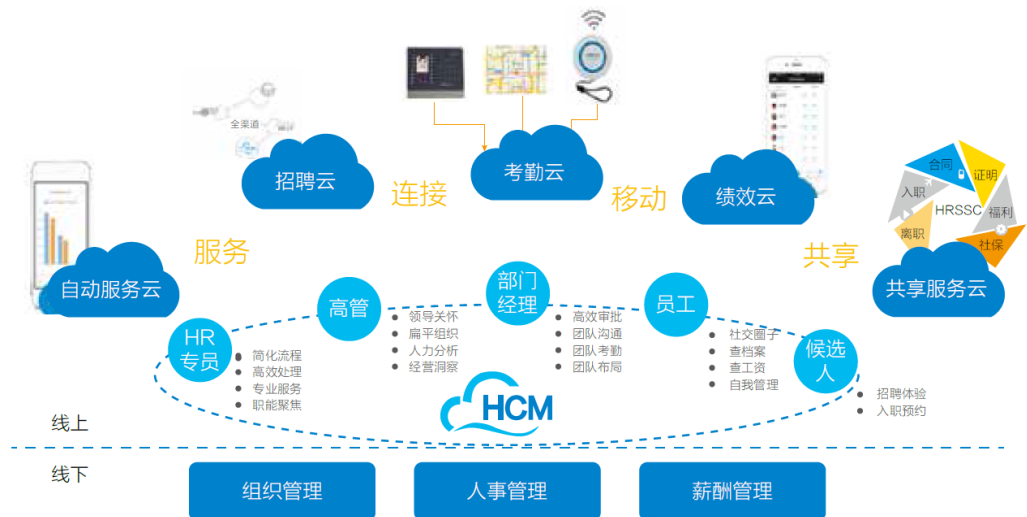 全渠道
招聘云
连接
考勤云
移动
绩效云
合同
证明
入职
HRSSC
福利
离职
社保
服务
共享
自动服务云
共享服务云
高管
部门
经理
员工
HR
专员
候选
人
领导关怀
扁平组织
人力分析
经营洞察
高效审批
团队沟通
团队考勤
团队布局
简化流程
高效处理
专业服务
职能聚焦
社交圈子
查档案
查工资
自我管理
招聘体验
入职预约
HCM
线上
线下
组织管理
人事管理
薪酬管理